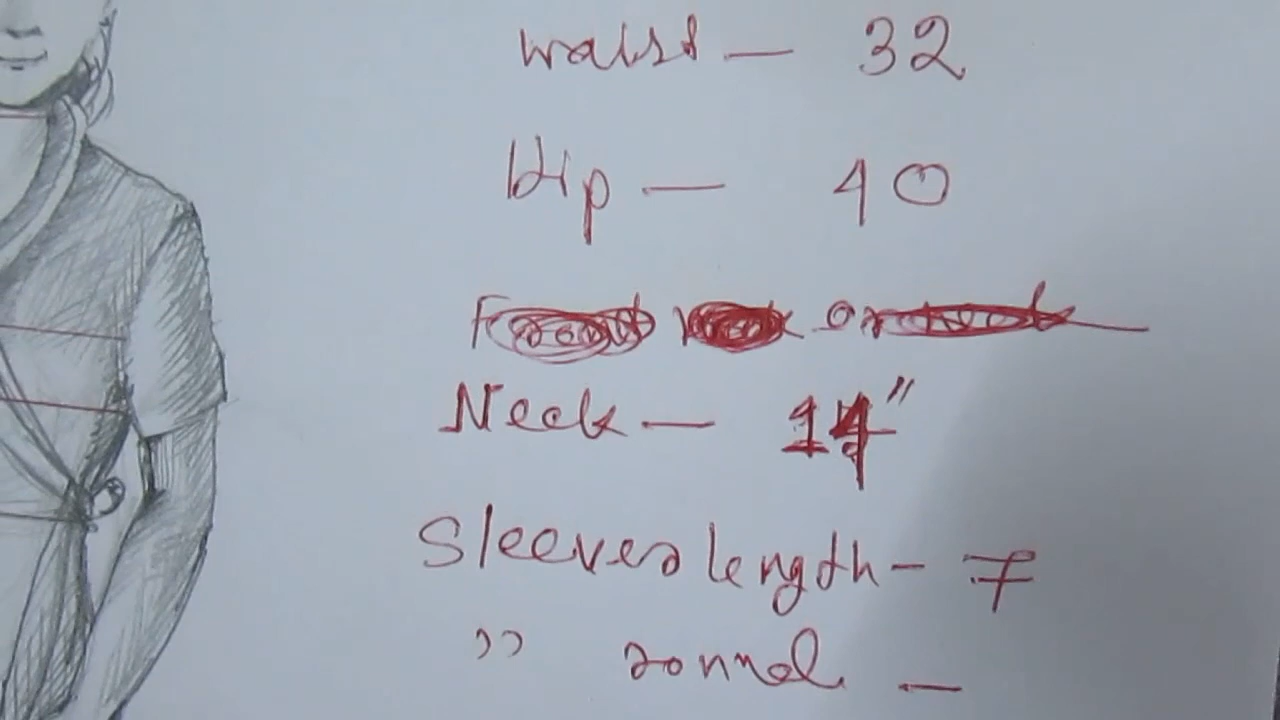 waist — 32
Hip — 40
Neck — 14"
Sleeves length - 7
" round —